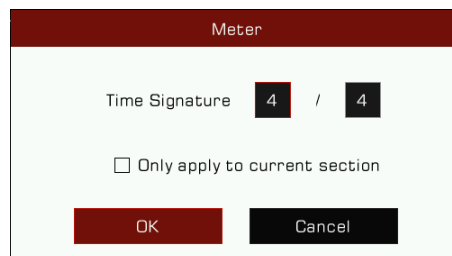 Meter
Time Signature 4 / 4
Only apply to current section
OK Cancel